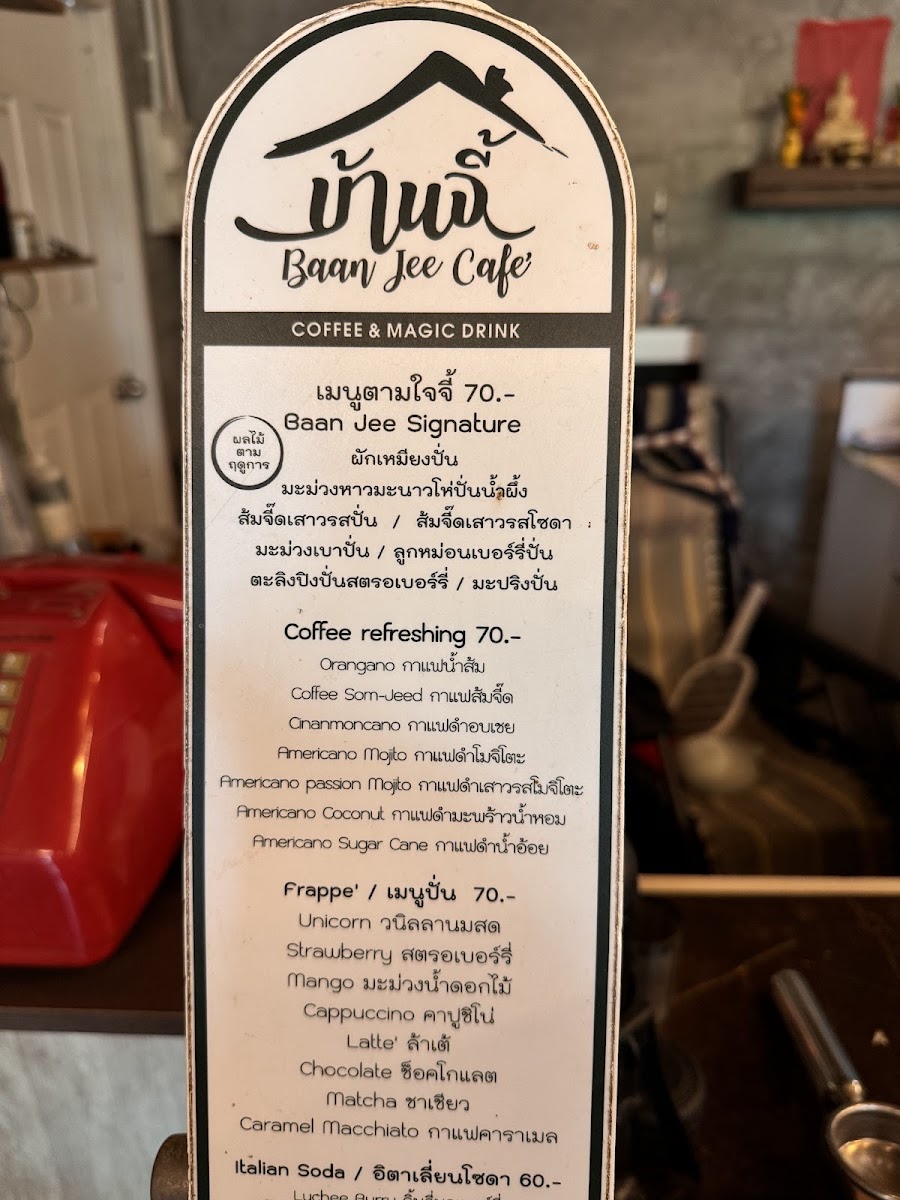 บ้านจี้
Baan Jee Cafe'
COFFEE & MAGIC DRINK
เมนูตามใจจี้ 70.-
Baan Jee Signature
ผลไม้
ตาม
ฤดูการ
ผักเหมียงปั่น
มะม่วงหาวมะนาวโห่ปั่นน้ำผึ้ง
ส้มจี๊ดเสาวรสปั่น / ส้มจี๊ดเสาวรสโซดา
มะม่วงเบาปั่น / ลูกหม่อนเบอร์รี่ปั่น
ตะลิงปิงปั่นสตรอเบอร์รี่ / มะปริงปั่น
Coffee refreshing 70.-
Orangano กาแฟน้ำส้ม
Coffee Som-Jeed กาแฟส้มจี๊ด
Cinanmoncano กาแฟดำอบเชย
Americano Mojito กาแฟดำโมจิโตะ
Americano passion Mojito กาแฟดำเสาวรสโมจิโตะ
Americano Coconut กาแฟดำมะพร้าวน้ำหอม
Americano Sugar Cane กาแฟดำน้ำอ้อย
Frappe' / เมนูปั่น 70.-
Unicorn วนิลลานมสด
Strawberry สตรอเบอร์รี่
Mango มะม่วงน้ำดอกไม้
Cappuccino คาปูชิโน่
Latte' ล้าเต้
Chocolate ช็อคโกแลต
Matcha ชาเชียว
Caramel Macchiato กาแฟคาราเมล
Italian Soda / อิตาเลี่ยนโซดา 60.-